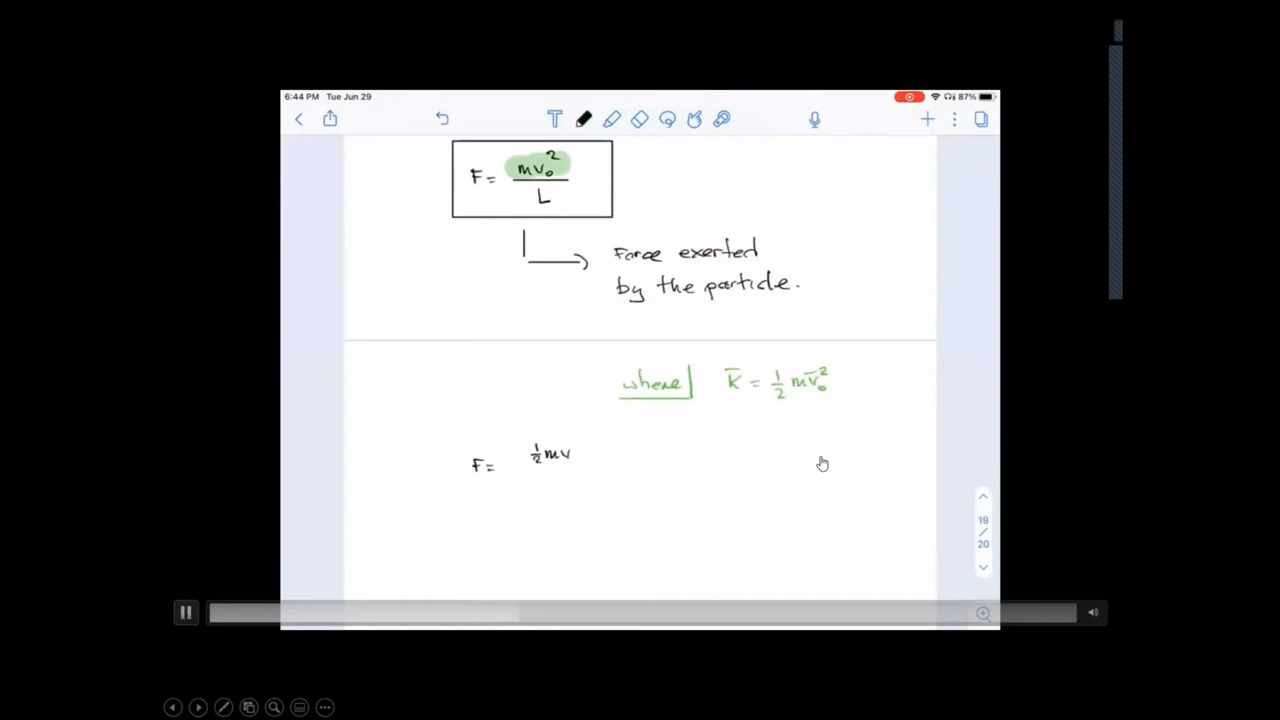 6:44 PM Tue Jun 29
87%
T
F = mv₀² / L
Force exerted
by the particle.
where K̄ = ½ mv̄₀²
F = ½mv
19
/
20